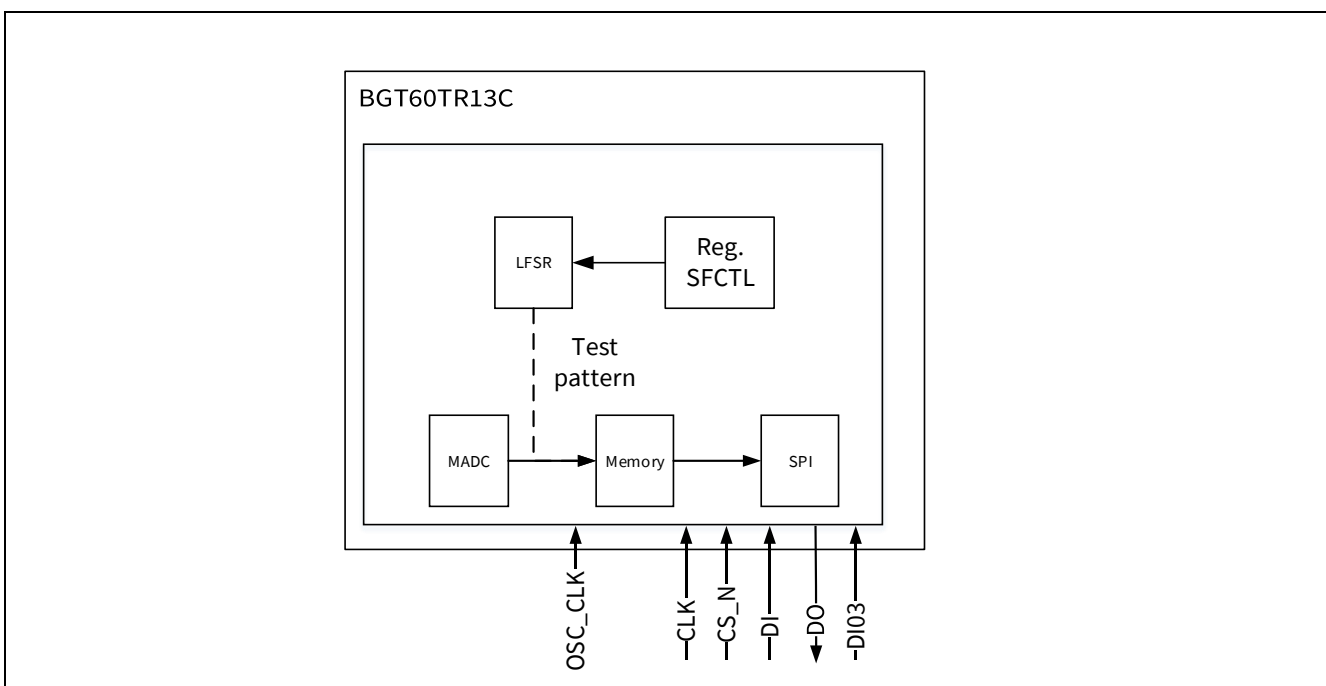 BGT60TR13C
LFSR
Reg.
SFCTL
Test
pattern
MADC
Memory
SPI
OSC_CLK
CLK
CS_N
DI
DO
DI03